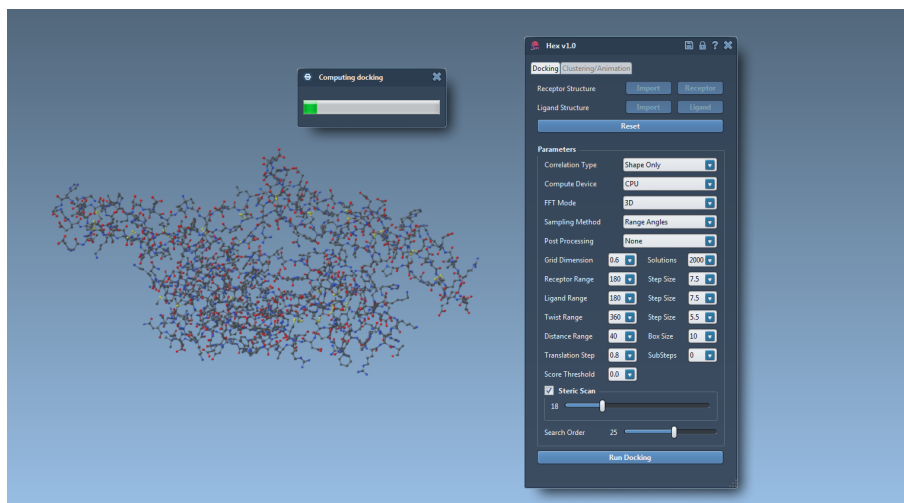 Computing docking
Hex v1.0
?
Docking Clustering/Animation
Receptor Structure Import Receptor
Ligand Structure Import Ligand
Reset
Parameters
Correlation Type Shape Only
Compute Device CPU
FFT Mode 3D
Sampling Method Range Angles
Post Processing None
Grid Dimension 0.6 Solutions 2000
Receptor Range 180 Step Size 7.5
Ligand Range 180 Step Size 7.5
Twist Range 360 Step Size 5.5
Distance Range 40 Box Size 10
Translation Step 0.8 SubSteps 0
Score Threshold 0.0
Steric Scan
18
Search Order 25
Run Docking